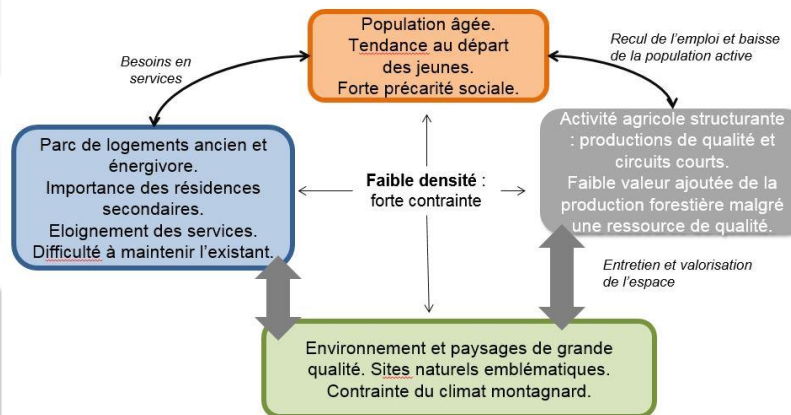 Population âgée.
Tendance au départ
des jeunes.
Forte précarité sociale.
Besoins en
services
Recul de l'emploi et baisse
de la population active
Parc de logements ancien et
énergivore.
Importance des résidences
secondaires.
Eloignement des services.
Difficulté à maintenir l'existant.
Faible densité :
forte contrainte
Activité agricole structurante
: productions de qualité et
circuits courts.
Faible valeur ajoutée de la
production forestière malgré
une ressource de qualité.
Entretien et valorisation
de l'espace
Environnement et paysages de grande
qualité. Sites naturels emblématiques.
Contrainte du climat montagnard.